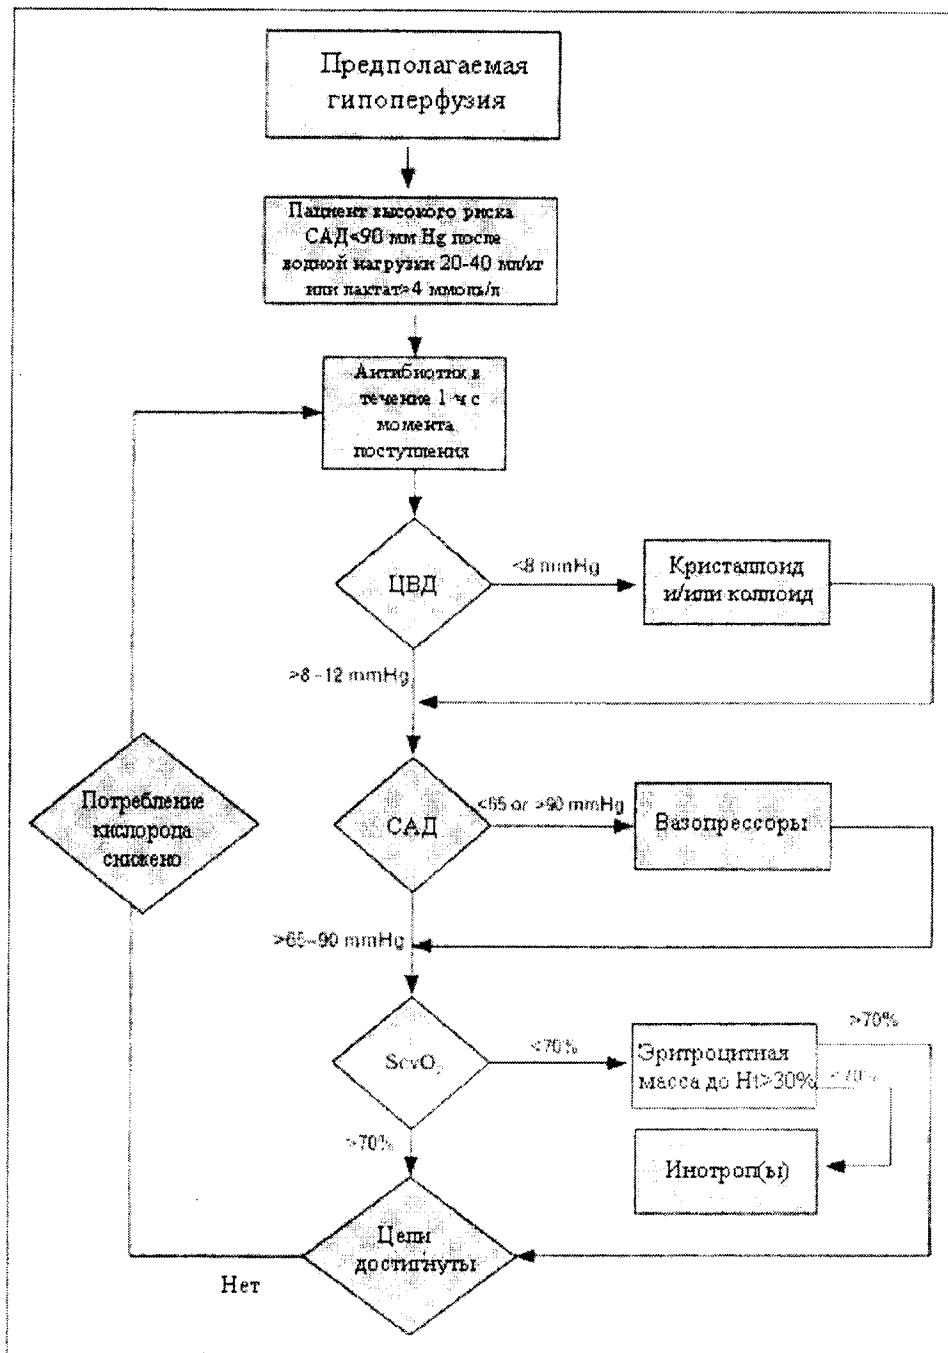 Предполагаемая
гипоперфузия
Пациент высокого риска
САД<90 мм Hg после
водной нагрузки 20-40 мл/кг
или лактат>4 ммоль/л
Антибиотик в
течение 1 ч с
момента
поступления
ЦВД
<8 mmHg
Кристаллоид
и/или коллоид
>8-12 mmHg
Потребление
кислорода
снижено
САД
<65 or >90 mmHg
Вазопрессоры
>65-90 mmHg
ScvO₂
<70%
Эритроцитная
масса до Ht>30%
>70%
<70%
>70%
Инотроп(ы)
Цели
достигнуты
Нет